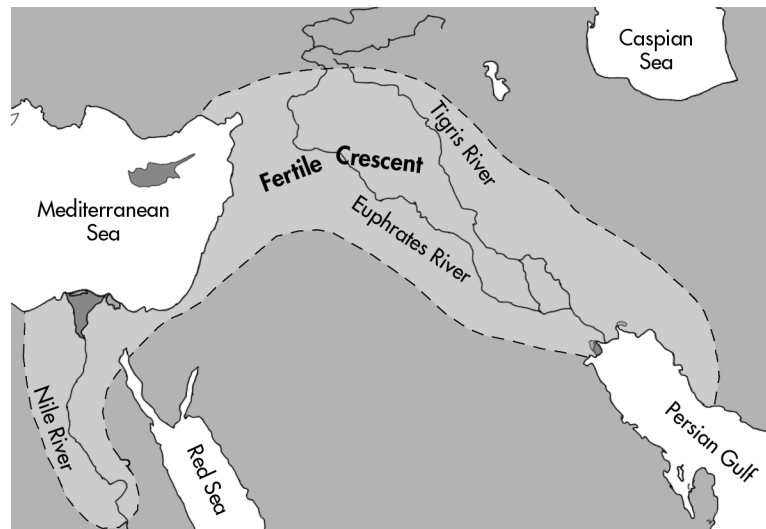 Caspian
Sea
Tigris River
Fertile Crescent
Mediterranean
Sea
Euphrates River
Nile River
Red Sea
Persian Gulf